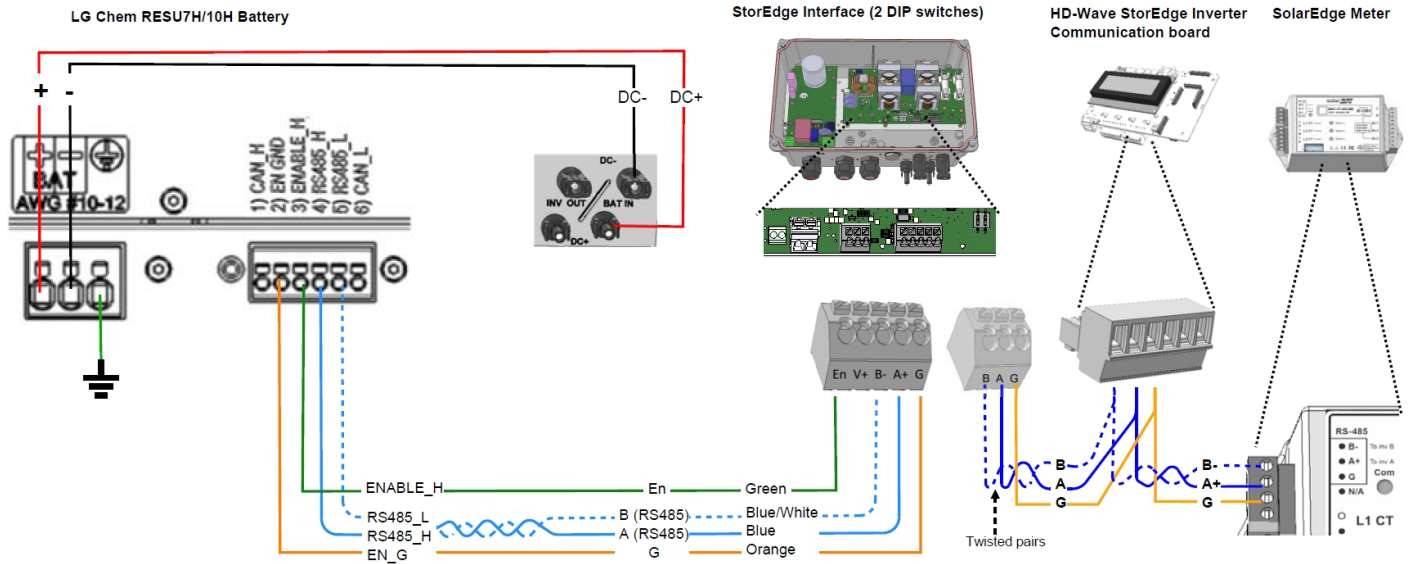 LG Chem RESU7H/10H Battery
StorEdge Interface (2 DIP switches)
HD-Wave StorEdge Inverter
Communication board
SolarEdge Meter
+
-
DC-
DC+
BAT
AWG #10-12
1) CAN_H
2) EN GND
3) ENABLE_H
4) RS485_H
5) RS485_L
6) CAN_L
DC-
INV OUT
BAT IN
DC+
En V+ B- A+ G
B A G
ENABLE_H
En
Green
RS485_L
B (RS485)
Blue/White
RS485_H
A (RS485)
Blue
EN_G
G
Orange
B
A
G
Twisted pairs
B-
A+
G
RS-485
B- To inv B
A+ To inv A
G
N/A
Com
L1 CT